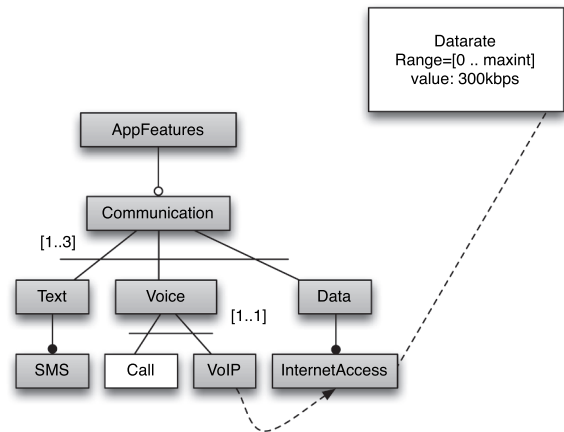 Datarate
Range=[0 .. maxint]
value: 300kbps
AppFeatures
Communication
[1..3]
Text
Voice
Data
[1..1]
SMS
Call
VoIP
InternetAccess